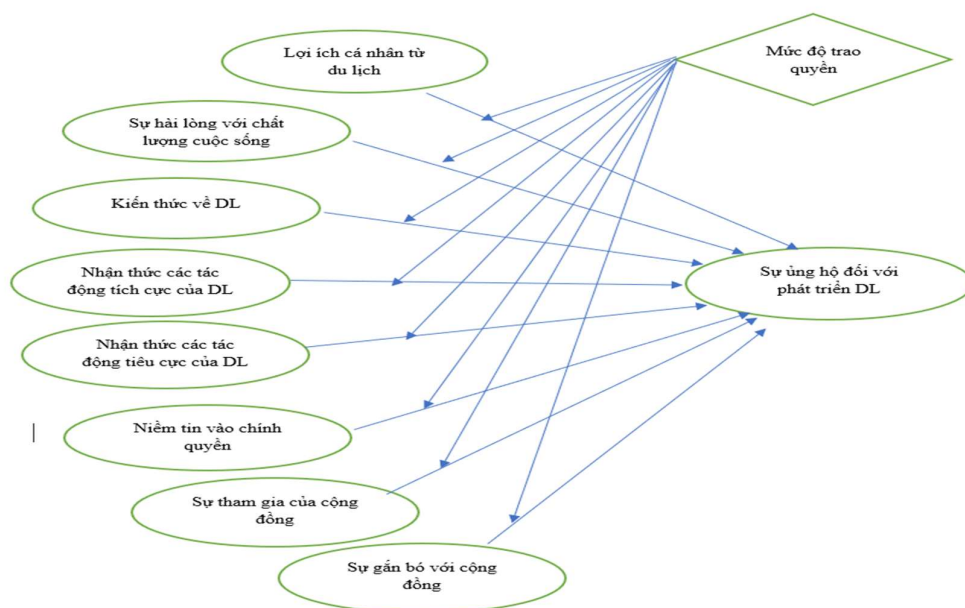 Lợi ích cá nhân từ
du lịch
Mức độ trao
quyền
Sự hài lòng với chất
lượng cuộc sống
Kiến thức về DL
Nhận thức các tác
động tích cực của DL
Sự ủng hộ đối với
phát triển DL
Nhận thức các tác
động tiêu cực của DL
Niềm tin vào chính
quyền
Sự tham gia của cộng
đồng
Sự gắn bó với cộng
đồng